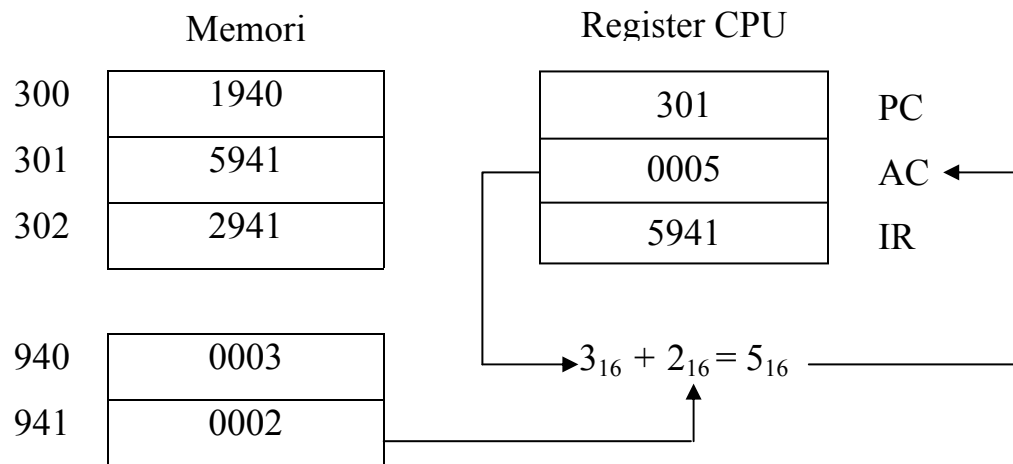 Memori Register CPU
300 1940 301 PC
301 5941 0005 AC
302 2941 5941 IR
940 0003 3₁₆ + 2₁₆ = 5₁₆
941 0002